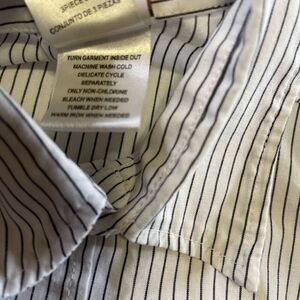 3PIECE
CONJUNTO DE 3 PIEZAS
TURN GARMENT INSIDE OUT
MACHINE WASH COLD
DELICATE CYCLE
SEPARATELY
ONLY NON-CHLORINE
BLEACH WHEN NEEDED
TUMBLE DRY LOW
WARM IRON WHEN NEEDED